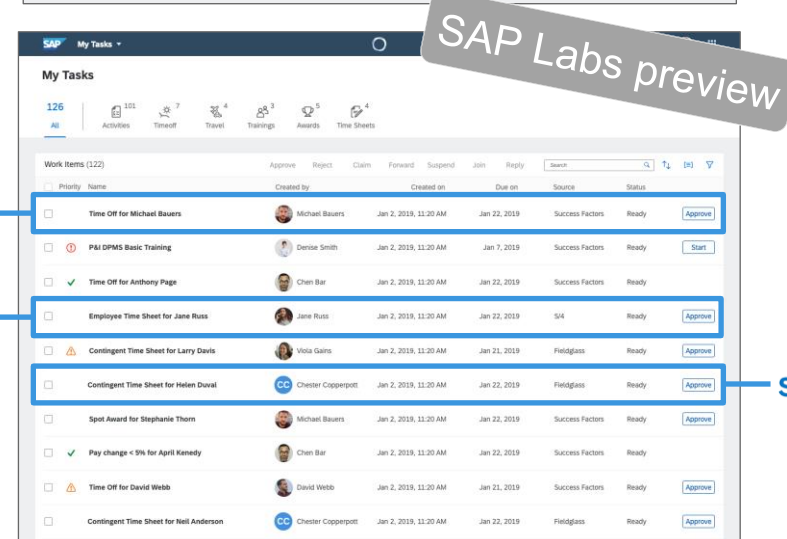 SAP Labs preview
SAP My Tasks
My Tasks
126 101 7 4 3 5 4
All Activities Timeoff Travel Trainings Awards Time Sheets
Work Items (122) Approve Reject Claim Forward Suspend Join Reply Search
Priority Name Created by Created on Due on Source Status
Time Off for Michael Bauers Michael Bauers Jan 2, 2019, 11:20 AM Jan 22, 2019 Success Factors Ready Approve
P&I DPMS Basic Training Denise Smith Jan 2, 2019, 11:20 AM Jan 7, 2019 Success Factors Ready Start
Time Off for Anthony Page Chen Bar Jan 2, 2019, 11:20 AM Jan 22, 2019 Success Factors Ready
Employee Time Sheet for Jane Russ Jane Russ Jan 2, 2019, 11:20 AM Jan 22, 2019 S/4 Ready Approve
Contingent Time Sheet for Larry Davis Viola Gains Jan 2, 2019, 11:20 AM Jan 21, 2019 Fieldglass Ready Approve
Contingent Time Sheet for Helen Duval CC Chester Copperpott Jan 2, 2019, 11:20 AM Jan 22, 2019 Fieldglass Ready Approve
S
Spot Award for Stephanie Thorn Michael Bauers Jan 2, 2019, 11:20 AM Jan 22, 2019 Success Factors Ready Approve
Pay change < 5% for April Kenedy Chen Bar Jan 2, 2019, 11:20 AM Jan 22, 2019 Success Factors Ready
Time Off for David Webb David Webb Jan 2, 2019, 11:20 AM Jan 21, 2019 Success Factors Ready Approve
Contingent Time Sheet for Neil Anderson CC Chester Copperpott Jan 2, 2019, 11:20 AM Jan 22, 2019 Fieldglass Ready Approve